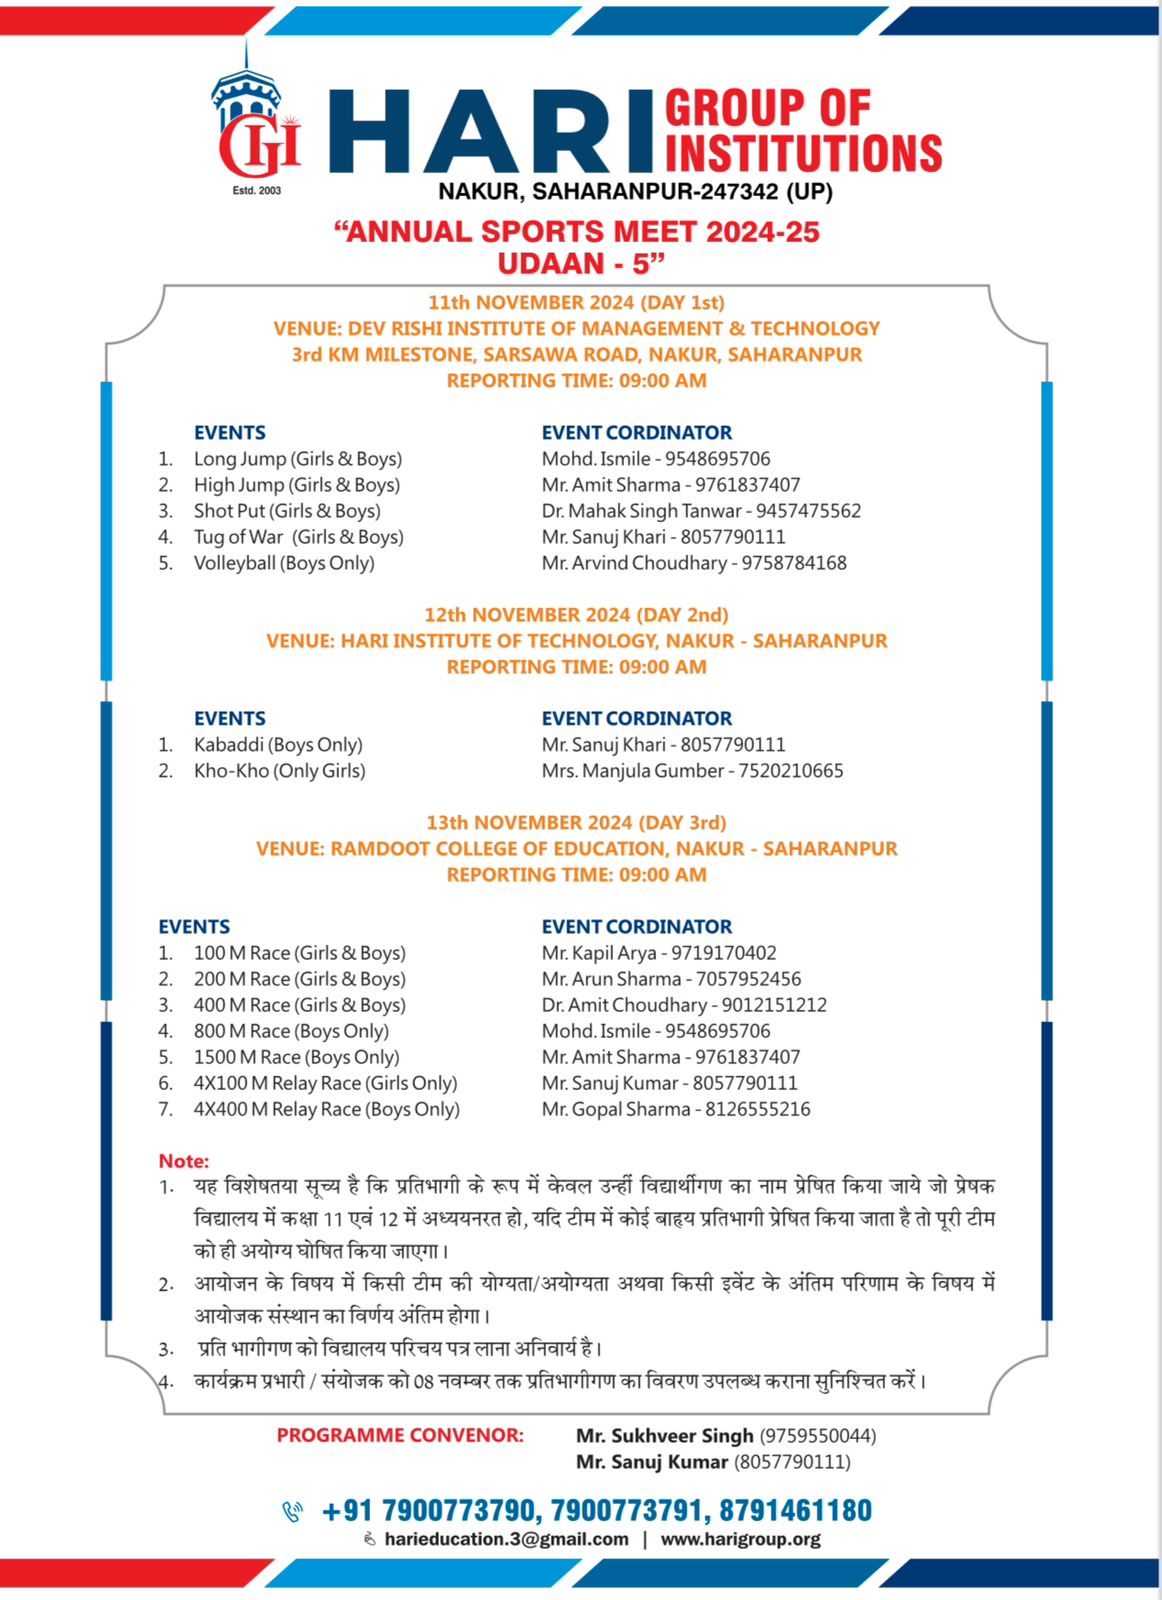 GHI
Estd. 2003
HARI GROUP OF
INSTITUTIONS
NAKUR, SAHARANPUR-247342 (UP)
“ANNUAL SPORTS MEET 2024-25
UDAAN - 5”
11th NOVEMBER 2024 (DAY 1st)
VENUE: DEV RISHI INSTITUTE OF MANAGEMENT & TECHNOLOGY
3rd KM MILESTONE, SARSAWA ROAD, NAKUR, SAHARANPUR
REPORTING TIME: 09:00 AM
EVENTS EVENT CORDINATOR
1. Long Jump (Girls & Boys) Mohd. Ismile - 9548695706
2. High Jump (Girls & Boys) Mr. Amit Sharma - 9761837407
3. Shot Put (Girls & Boys) Dr. Mahak Singh Tanwar - 9457475562
4. Tug of War (Girls & Boys) Mr. Sanuj Khari - 8057790111
5. Volleyball (Boys Only) Mr. Arvind Choudhary - 9758784168
12th NOVEMBER 2024 (DAY 2nd)
VENUE: HARI INSTITUTE OF TECHNOLOGY, NAKUR - SAHARANPUR
REPORTING TIME: 09:00 AM
EVENTS EVENT CORDINATOR
1. Kabaddi (Boys Only) Mr. Sanuj Khari - 8057790111
2. Kho-Kho (Only Girls) Mrs. Manjula Gumber - 7520210665
13th NOVEMBER 2024 (DAY 3rd)
VENUE: RAMDOOT COLLEGE OF EDUCATION, NAKUR - SAHARANPUR
REPORTING TIME: 09:00 AM
EVENTS EVENT CORDINATOR
1. 100 M Race (Girls & Boys) Mr. Kapil Arya - 9719170402
2. 200 M Race (Girls & Boys) Mr. Arun Sharma - 7057952456
3. 400 M Race (Girls & Boys) Dr. Amit Choudhary - 9012151212
4. 800 M Race (Boys Only) Mohd. Ismile - 9548695706
5. 1500 M Race (Boys Only) Mr. Amit Sharma - 9761837407
6. 4X100 M Relay Race (Girls Only) Mr. Sanuj Kumar - 8057790111
7. 4X400 M Relay Race (Boys Only) Mr. Gopal Sharma - 8126555216
Note:
1. यह विशेषतया सूच्य है कि प्रतिभागी के रूप में केवल उन्हीं विद्यार्थीगण का नाम प्रेषित किया जाये जो प्रेषक
विद्यालय में कक्षा 11 एवं 12 में अध्ययनरत हो, यदि टीम में कोई बाहृय प्रतिभागी प्रेषित किया जाता है तो पूरी टीम
को ही अयोग्य घोषित किया जाएगा।
2. आयोजन के विषय में किसी टीम की योग्यता/अयोग्यता अथवा किसी इवेंट के अंतिम परिणाम के विषय में
आयोजक संस्थान का विर्णय अंतिम होगा।
3. प्रति भागीगण को विद्यालय परिचय पत्र लाना अनिवार्य है।
4. कार्यक्रम प्रभारी / संयोजक को 08 नवम्बर तक प्रतिभागीगण का विवरण उपलब्ध कराना सुनिश्चित करें।
PROGRAMME CONVENOR: Mr. Sukhveer Singh (9759550044)
Mr. Sanuj Kumar (8057790111)
+91 7900773790, 7900773791, 8791461180
harieducation.3@gmail.com | www.harigroup.org